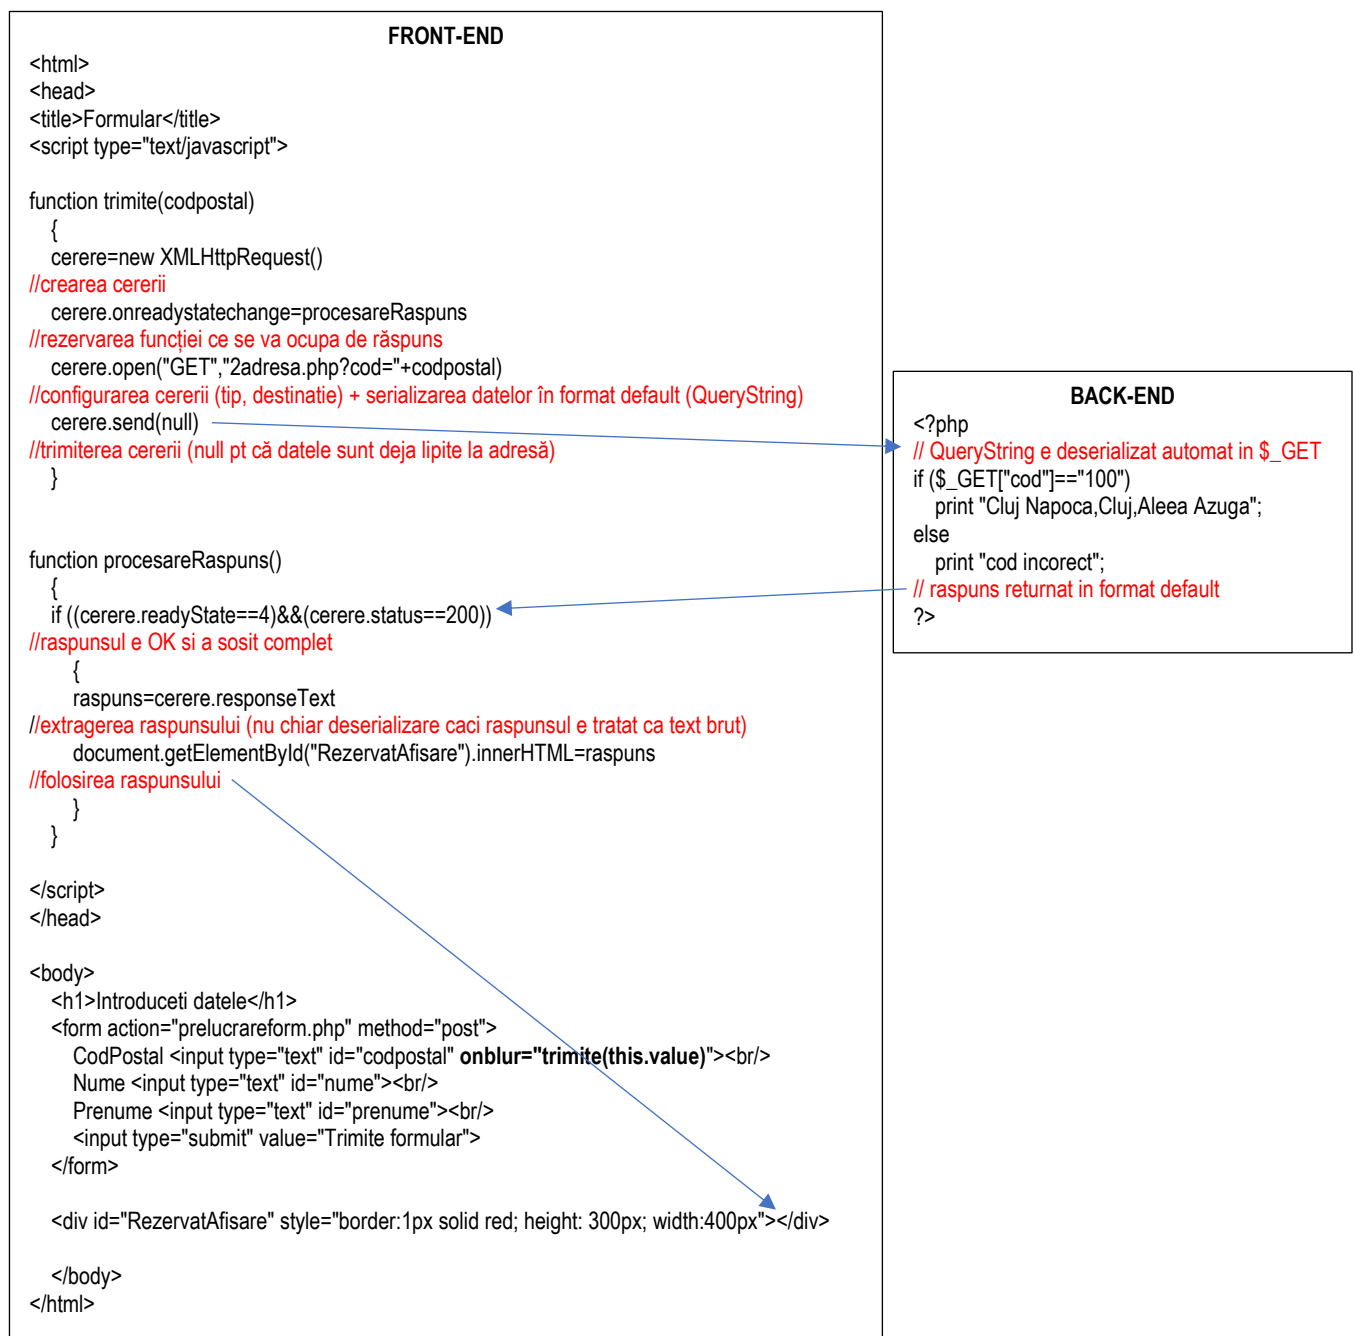 FRONT-END
<html>
<head>
<title>Formular</title>
<script type="text/javascript">
function trimite(codpostal)
{
cerere=new XMLHttpRequest()
//crearea cererii
cerere.onreadystatechange=procesareRaspuns
//rezervarea funcției ce se va ocupa de răspuns
cerere.open("GET","2adresa.php?cod="+codpostal)
//configurarea cererii (tip, destinatie) + serializarea datelor în format default (QueryString)
cerere.send(null)
//trimiterea cererii (null pt că datele sunt deja lipite la adresă)
}
function procesareRaspuns()
{
if ((cerere.readyState==4)&&(cerere.status==200))
//raspunsul e OK si a sosit complet
{
raspuns=cerere.responseText
//extragerea raspunsului (nu chiar deserializare caci raspunsul e tratat ca text brut)
document.getElementById("RezervatAfisare").innerHTML=raspuns
//folosirea raspunsului
}
}
</script>
</head>
<body>
<h1>Introduceti datele</h1>
<form action="prelucrareform.php" method="post">
CodPostal <input type="text" id="codpostal" onblur="trimite(this.value)"><br/>
Nume <input type="text" id="nume"><br/>
Prenume <input type="text" id="prenume"><br/>
<input type="submit" value="Trimite formular">
</form>
<div id="RezervatAfisare" style="border:1px solid red; height: 300px; width:400px"></div>
</body>
</html>
BACK-END
<?php
// QueryString e deserializat automat in $_GET
if ($_GET["cod"]=="100")
print "Cluj Napoca,Cluj,Aleea Azuga";
else
print "cod incorect";
// raspuns returnat in format default
?>